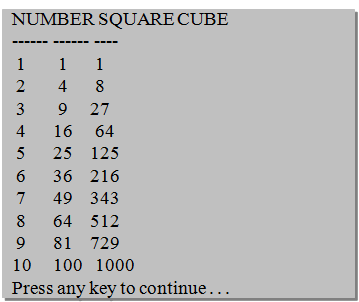 NUMBER SQUARE CUBE
------ ------ ----
1 1 1
2 4 8
3 9 27
4 16 64
5 25 125
6 36 216
7 49 343
8 64 512
9 81 729
10 100 1000
Press any key to continue . . .